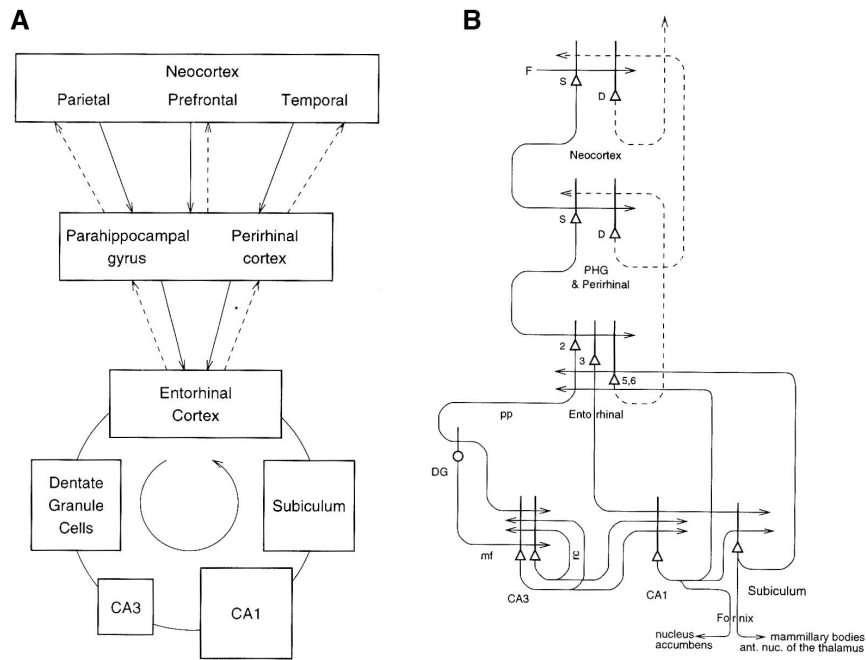 A
Neocortex
Parietal Prefrontal Temporal
Parahippocampal
gyrus
Perirhinal
cortex
Entorhinal
Cortex
Dentate
Granule
Cells
Subiculum
CA3
CA1
B
F
S
D
Neocortex
S
D
PHG
& Perirhinal
2
3
5,6
pp
Entorhinal
DG
mf
rc
CA3
CA1
Subiculum
Fornix
nucleus
accumbens
mammillary bodies
ant. nuc. of the thalamus